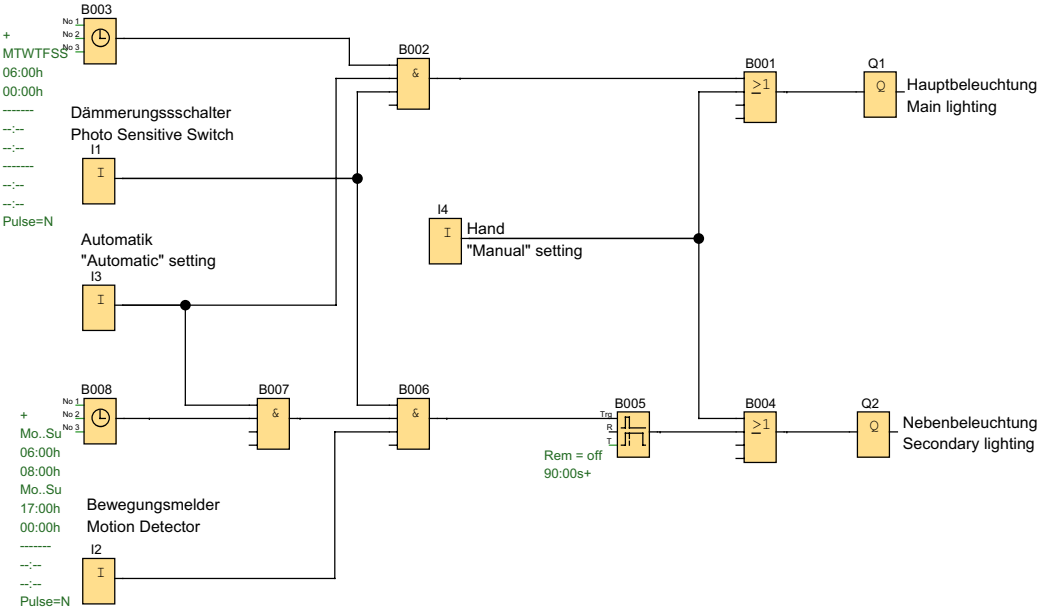 B003
No 1
No 2
No 3
+
MTWTFSS
06:00h
00:00h
-------
--:--
--:--
-------
--:--
--:--
Pulse=N
B002
&
B001
≥1
Q1
Q
Hauptbeleuchtung
Main lighting
Dämmerungssschalter
Photo Sensitive Switch
I1
I
I4
I
Hand
"Manual" setting
Automatik
"Automatic" setting
I3
I
B008
No 1
No 2
No 3
+
Mo..Su
06:00h
08:00h
Mo..Su
17:00h
00:00h
-------
--:--
--:--
Pulse=N
B007
&
B006
&
B005
Trg
R
T
Rem = off
90:00s+
B004
≥1
Q2
Q
Nebenbeleuchtung
Secondary lighting
Bewegungsmelder
Motion Detector
I2
I